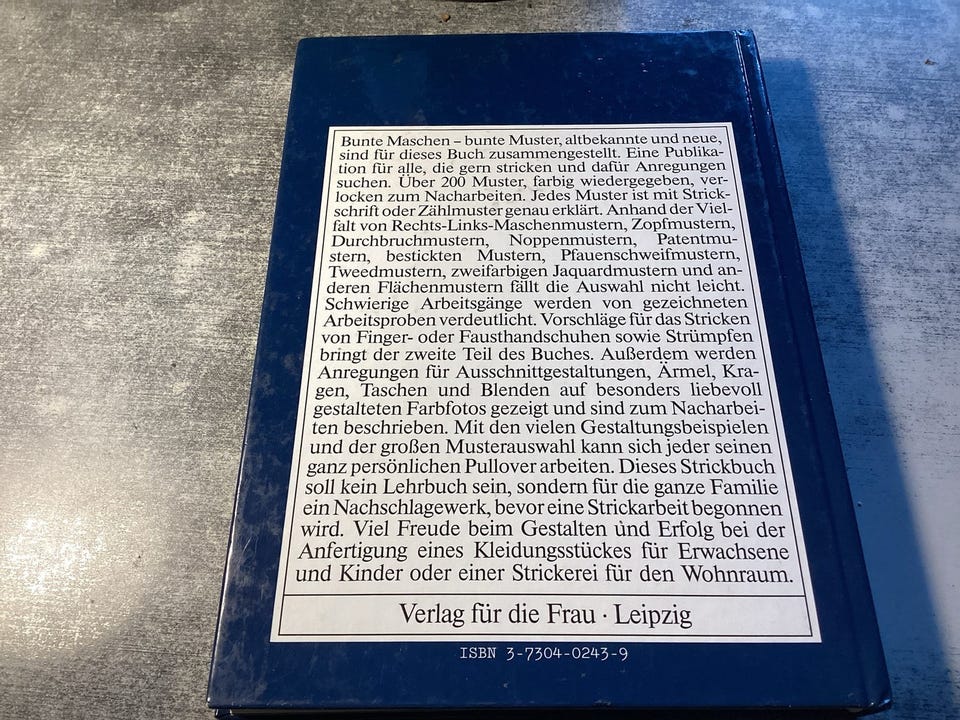 Bunte Maschen – bunte Muster, altbekannte und neue,
sind für dieses Buch zusammengestellt. Eine Publika-
tion für alle, die gern stricken und dafür Anregungen
suchen. Über 200 Muster, farbig wiedergegeben, ver-
locken zum Nacharbeiten. Jedes Muster ist mit Strick-
schrift oder Zählmuster genau erklärt. Anhand der Viel-
falt von Rechts-Links-Maschenmustern, Zopfmustern,
Durchbruchmustern, Noppenmustern, Patentmu-
stern, bestickten Mustern, Pfauenschweifmustern,
Tweedmustern, zweifarbigen Jaquardmustern und an-
deren Flächenmustern fällt die Auswahl nicht leicht.
Schwierige Arbeitsgänge werden von gezeichneten
Arbeitsproben verdeutlicht. Vorschläge für das Stricken
von Finger- oder Fausthandschuhen sowie Strümpfen
bringt der zweite Teil des Buches. Außerdem werden
Anregungen für Ausschnittgestaltungen, Ärmel, Kra-
gen, Taschen und Blenden auf besonders liebevoll
gestalteten Farbfotos gezeigt und sind zum Nacharbei-
ten beschrieben. Mit den vielen Gestaltungsbeispielen
und der großen Musterauswahl kann sich jeder seinen
ganz persönlichen Pullover arbeiten. Dieses Strickbuch
soll kein Lehrbuch sein, sondern für die ganze Familie
ein Nachschlagewerk, bevor eine Strickarbeit begonnen
wird. Viel Freude beim Gestalten und Erfolg bei der
Anfertigung eines Kleidungsstückes für Erwachsene
und Kinder oder einer Strickerei für den Wohnraum.
Verlag für die Frau · Leipzig
ISBN 3-7304-0243-9